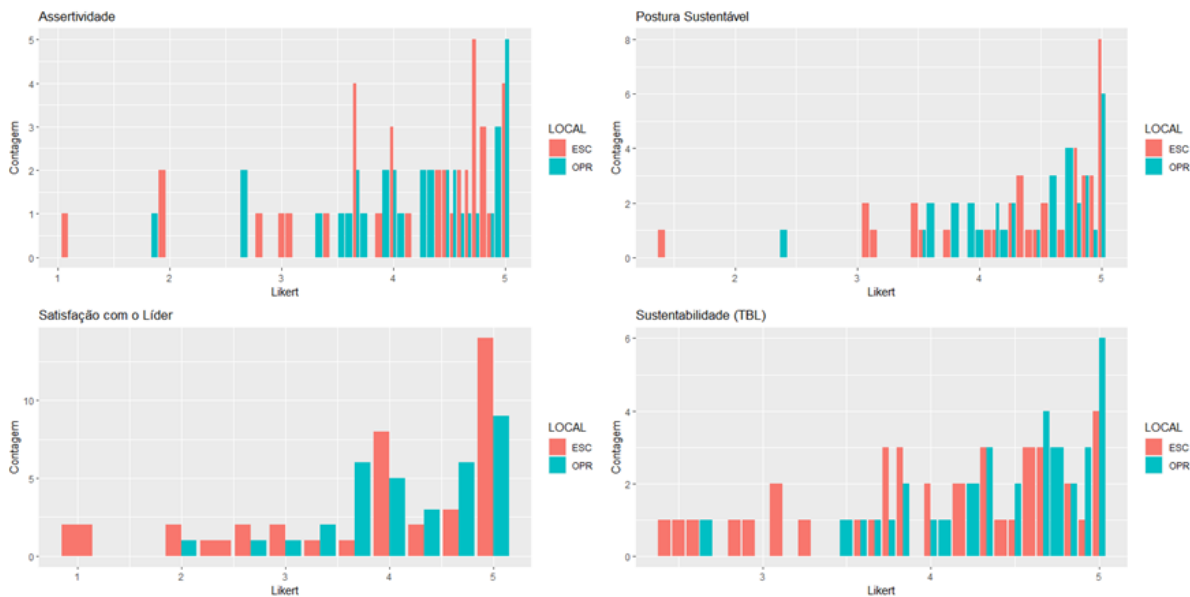 Assertividade
5
4
3
2
1
0
Contagem
1 2 3 4 5
Likert
LOCAL
ESC
OPR
Postura Sustentável
8
6
4
2
0
Contagem
2 3 4 5
Likert
LOCAL
ESC
OPR
Satisfação com o Líder
10
5
0
Contagem
1 2 3 4 5
Likert
LOCAL
ESC
OPR
Sustentabilidade (TBL)
6
4
2
0
Contagem
3 4 5
Likert
LOCAL
ESC
OPR